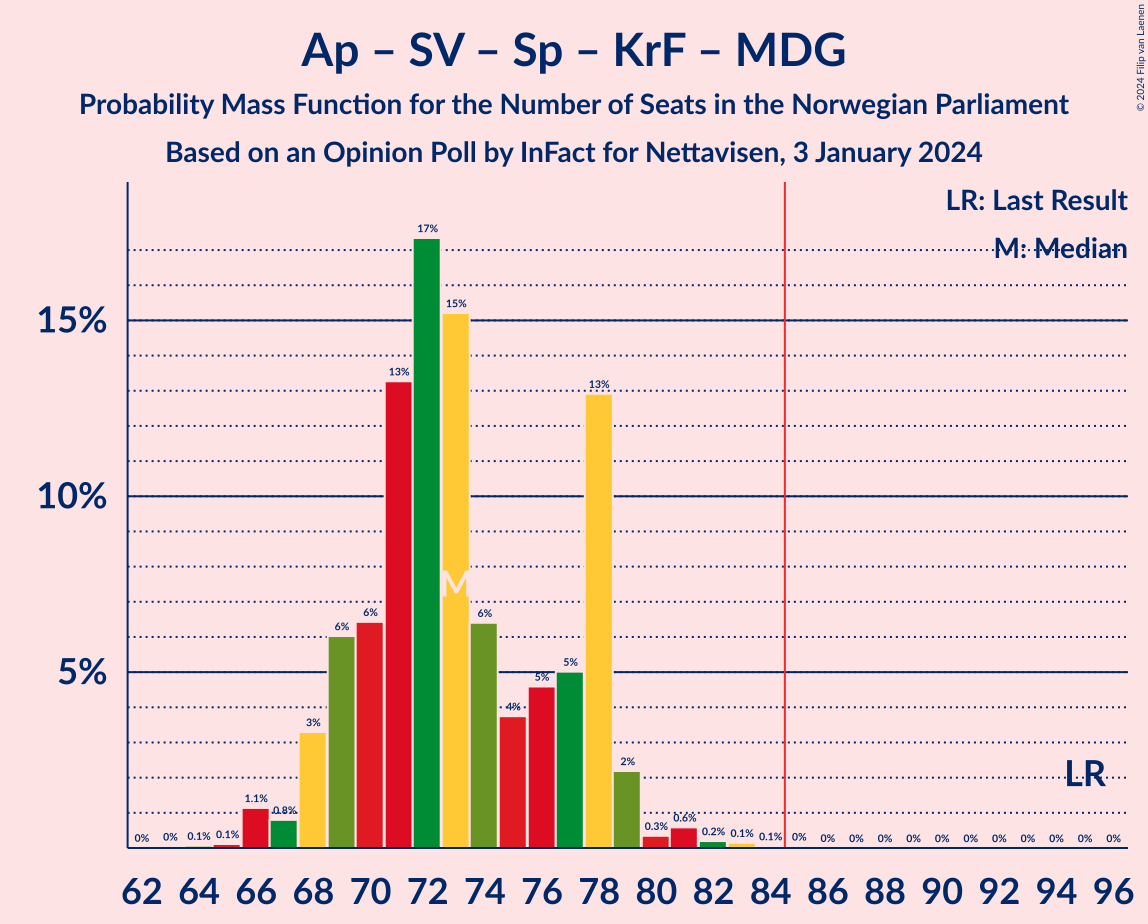 Ap – SV – Sp – KrF – MDG
Probability Mass Function for the Number of Seats in the Norwegian Parliament
Based on an Opinion Poll by InFact for Nettavisen, 3 January 2024
© 2024 Filip van Laenen
LR: Last Result
M: Median
15%
10%
5%
0% 0% 0.1% 0.1% 1.1% 0.8% 3% 6% 6% 13% 17% 15% 6% 4% 5% 5% 13% 2% 0.3% 0.6% 0.2% 0.1% 0.1% 0% 0% 0% 0% 0% 0% 0% 0% 0% 0% 0% 0%
M
LR
62 64 66 68 70 72 74 76 78 80 82 84 86 88 90 92 94 96